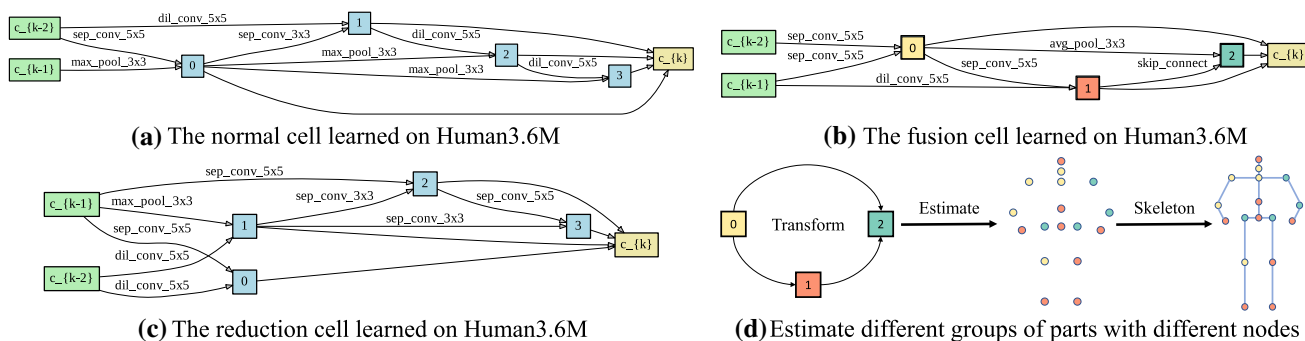 c_{k-2}
dil_conv_5x5
1
sep_conv_5x5
sep_conv_3x3
dil_conv_5x5
c_{k-1}
max_pool_3x3
0
max_pool_3x3
2
c_{k}
max_pool_3x3
dil_conv_5x5
3
(a) The normal cell learned on Human3.6M
c_{k-2}
sep_conv_5x5
0
avg_pool_3x3
2
c_{k}
sep_conv_5x5
sep_conv_5x5
skip_connect
c_{k-1}
dil_conv_5x5
1
(b) The fusion cell learned on Human3.6M
sep_conv_5x5
2
c_{k-1}
max_pool_3x3
sep_conv_3x3
sep_conv_5x5
1
sep_conv_3x3
3
sep_conv_5x5
c_{k}
dil_conv_5x5
c_{k-2}
0
dil_conv_5x5
(c) The reduction cell learned on Human3.6M
0
Transform
2
Estimate
Skeleton
1
(d) Estimate different groups of parts with different nodes